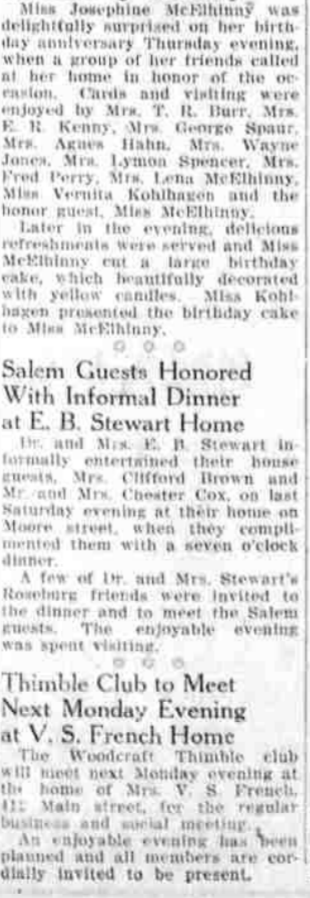 Miss Josephine McElhinny was
delightfully surprised on her birth-
day anniversary Thursday evening,
when a group of her friends called
at her home in honor of the oc-
casion. Cards and visiting were
enjoyed by Mrs. T. R. Burr, Mrs.
E. R. Kenny, Mrs. George Spaur,
Mrs. Agnes Hahn, Mrs. Wayne
Jones, Mrs. Lymon Spencer, Mrs.
Fred Perry, Mrs. Lena McElhinny,
Miss Vernita Kohlhagen and the
honor guest, Miss McElhinny.
Later in the evening, delicious
refreshments were served and Miss
McElhinny cut a large birthday
cake, which beautifully decorated
with yellow candles. Miss Kohl-
hagen presented the birthday cake
to Miss McElhinny.
Salem Guests Honored
With Informal Dinner
at E. B. Stewart Home
Dr. and Mrs. E. B. Stewart in-
formally entertained their house
guests, Mrs. Clifford Brown and
Mr. and Mrs. Chester Cox, on last
Saturday evening at their home on
Moore street, when they compli-
mented them with a seven o'clock
dinner.
A few of Dr. and Mrs. Stewart's
Roseburg friends were invited to
the dinner and to meet the Salem
guests. The enjoyable evening
was spent visiting.
Thimble Club to Meet
Next Monday Evening
at V. S. French Home
The Woodcraft Thimble club
will meet next Monday evening at
the home of Mrs. V. S. French,
Main street, for the regular
business and social meeting.
An enjoyable evening has been
planned and all members are cor-
dially invited to be present.